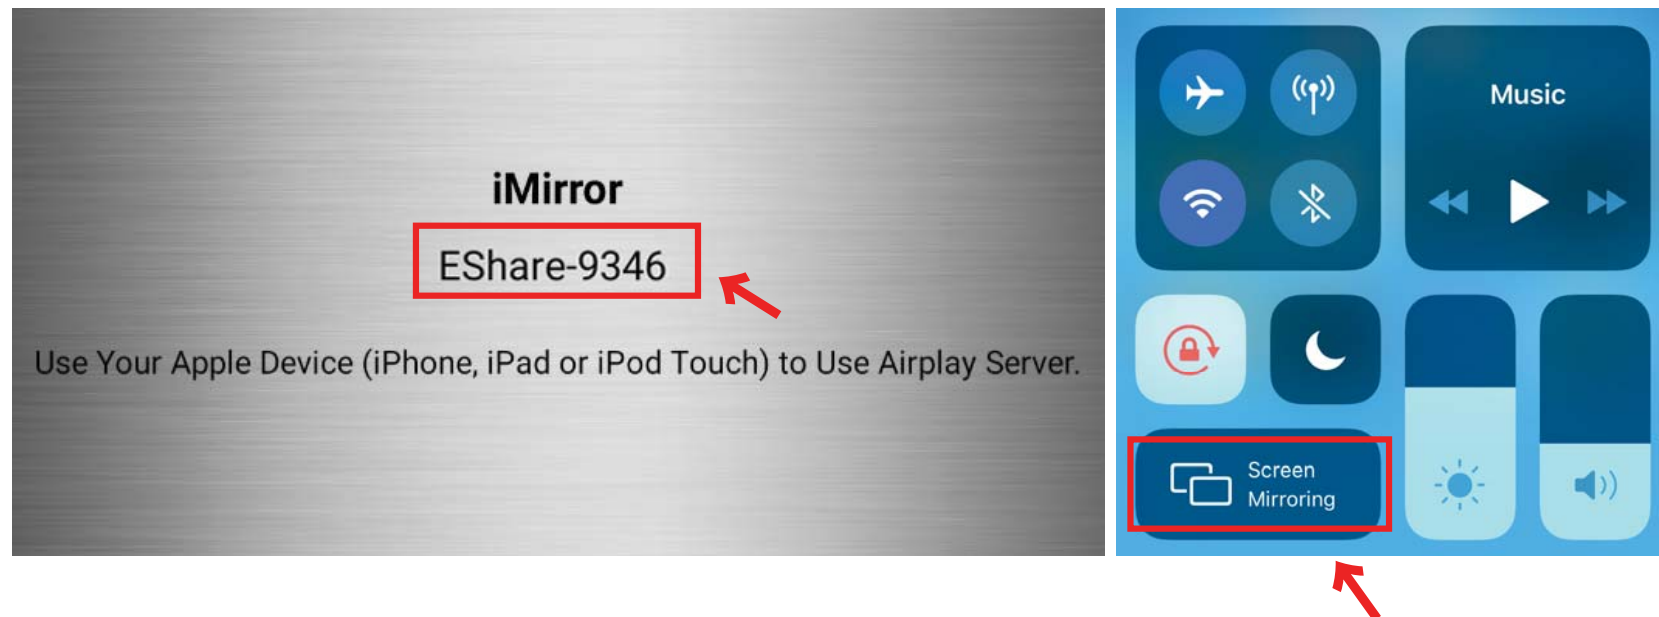 iMirror
EShare-9346
Use Your Apple Device (iPhone, iPad or iPod Touch) to Use Airplay Server.
Music
Screen
Mirroring